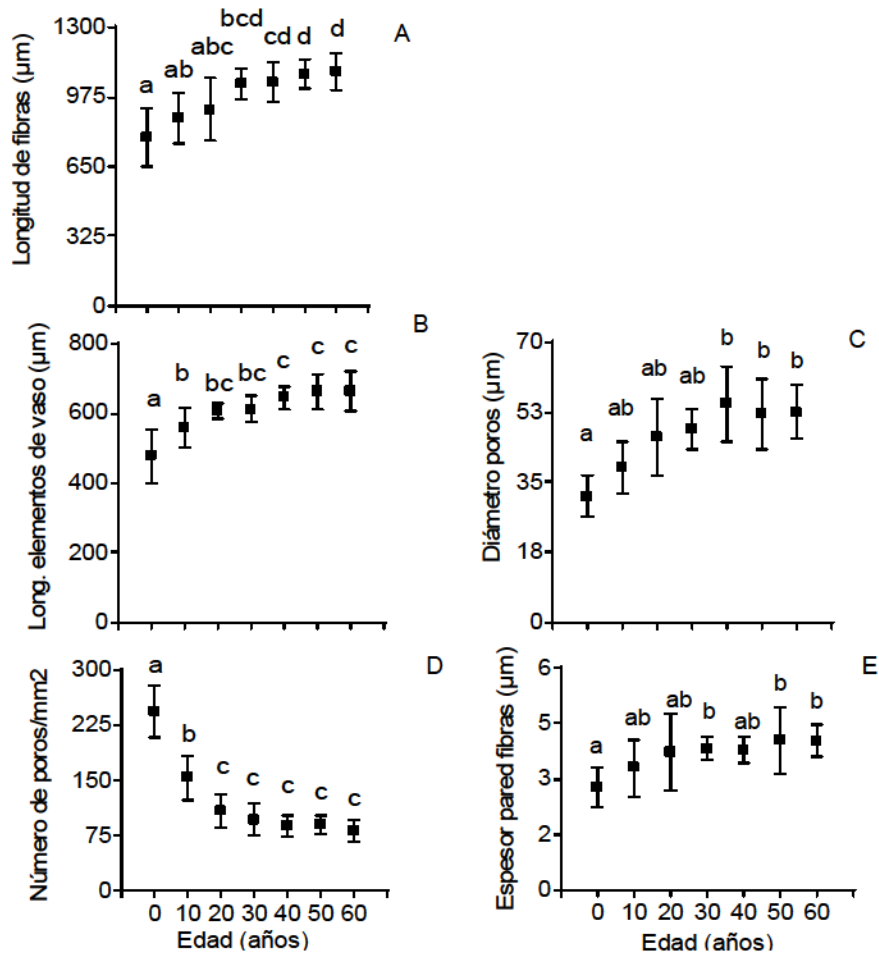 A
Longitud de fibras (µm)
1300
975
650
325
0
a
ab
abc
bcd
cd
d
d
B
Long. elementos de vaso (µm)
800
600
400
200
0
a
b
bc
bc
c
c
c
C
Diámetro poros (µm)
70
53
35
18
0
a
ab
ab
ab
b
b
b
D
Número de poros/mm2
300
225
150
75
0
a
b
c
c
c
c
c
0 10 20 30 40 50 60
Edad (años)
E
Espesor pared fibras (µm)
6
5
3
2
0
a
ab
ab
b
ab
b
b
0 10 20 30 40 50 60
Edad (años)